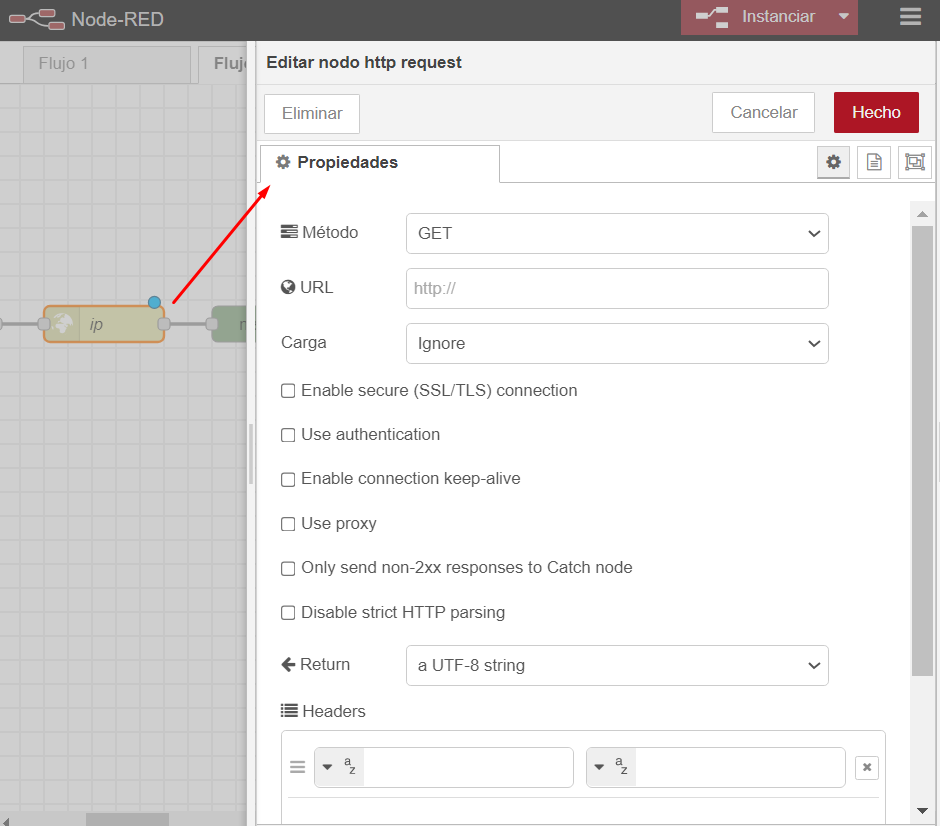 Node-RED
Instanciar
Flujo 1
Flujo
Editar nodo http request
Eliminar
Cancelar
Hecho
Propiedades
Método
GET
URL
http://
Carga
Ignore
Enable secure (SSL/TLS) connection
Use authentication
Enable connection keep-alive
Use proxy
Only send non-2xx responses to Catch node
Disable strict HTTP parsing
Return
a UTF-8 string
Headers
ip
a
z
a
z